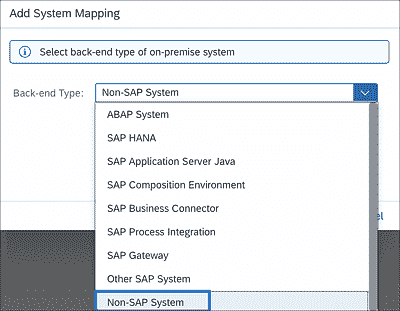 Add System Mapping
Select back-end type of on-premise system
Back-end Type: Non-SAP System
ABAP System
SAP HANA
SAP Application Server Java
SAP Composition Environment
SAP Business Connector
SAP Process Integration
SAP Gateway
Other SAP System
Non-SAP System